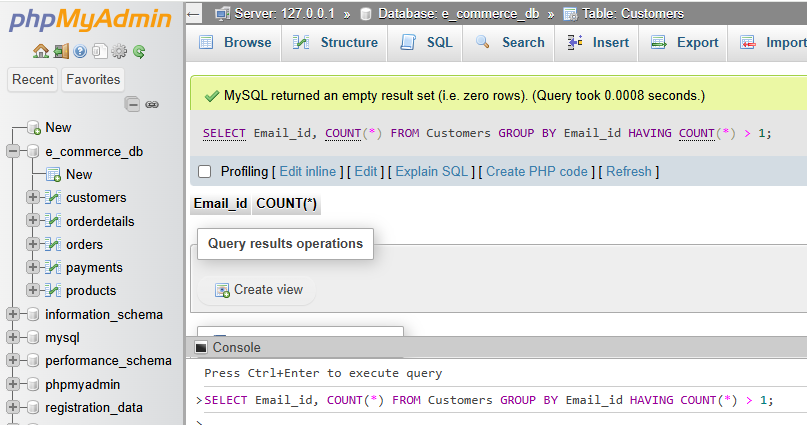 phpMyAdmin
Recent Favorites
New
e_commerce_db
New
customers
orderdetails
orders
payments
products
information_schema
mysql
performance_schema
phpmyadmin
registration_data
Server: 127.0.0.1 » Database: e_commerce_db » Table: Customers
Browse Structure SQL Search Insert Export Import
MySQL returned an empty result set (i.e. zero rows). (Query took 0.0008 seconds.)
SELECT Email_id, COUNT(*) FROM Customers GROUP BY Email_id HAVING COUNT(*) > 1;
Profiling [ Edit inline ] [ Edit ] [ Explain SQL ] [ Create PHP code ] [ Refresh ]
Email_id COUNT(*)
Query results operations
Create view
Console
Press Ctrl+Enter to execute query
>SELECT Email_id, COUNT(*) FROM Customers GROUP BY Email_id HAVING COUNT(*) > 1;
>